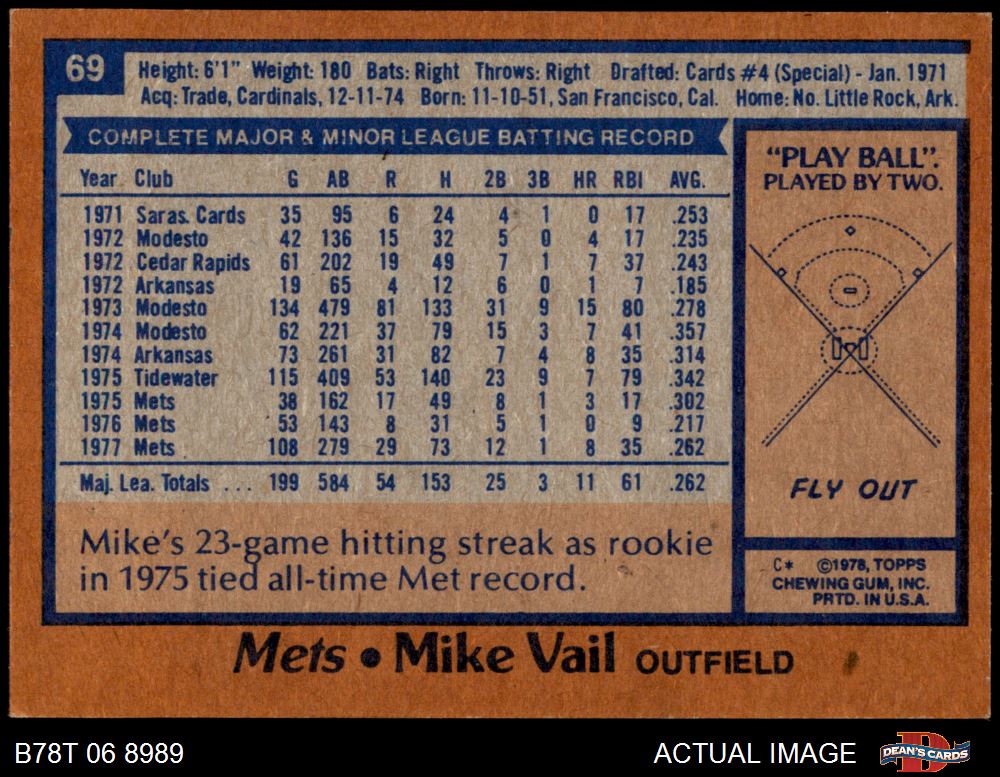 69
Height: 6'1" Weight: 180 Bats: Right Throws: Right Drafted: Cards #4 (Special) - Jan. 1971
Acq: Trade, Cardinals, 12-11-74 Born: 11-10-51, San Francisco, Cal. Home: No. Little Rock, Ark.
COMPLETE MAJOR & MINOR LEAGUE BATTING RECORD
Year Club G AB R H 2B 3B HR RBI AVG.
1971 Saras. Cards 35 95 6 24 4 1 0 17 .253
1972 Modesto 42 136 15 32 5 0 4 17 .235
1972 Cedar Rapids 61 202 19 49 7 1 7 37 .243
1972 Arkansas 19 65 4 12 6 0 1 7 .185
1973 Modesto 134 479 81 133 31 9 15 80 .278
1974 Modesto 62 221 37 79 15 3 7 41 .357
1974 Arkansas 73 261 31 82 7 4 8 35 .314
1975 Tidewater 115 409 53 140 23 9 7 79 .342
1975 Mets 38 162 17 49 8 1 3 17 .302
1976 Mets 53 143 8 31 5 1 0 9 .217
1977 Mets 108 279 29 73 12 1 8 35 .262
Maj. Lea. Totals ... 199 584 54 153 25 3 11 61 .262
Mike's 23-game hitting streak as rookie
in 1975 tied all-time Met record.
"PLAY BALL":
PLAYED BY TWO.
FLY OUT
C* ©1978, TOPPS
CHEWING GUM, INC.
PRTD. IN U.S.A.
Mets • Mike Vail OUTFIELD
B78T 06 8989
ACTUAL IMAGE
DEAN'S CARDS